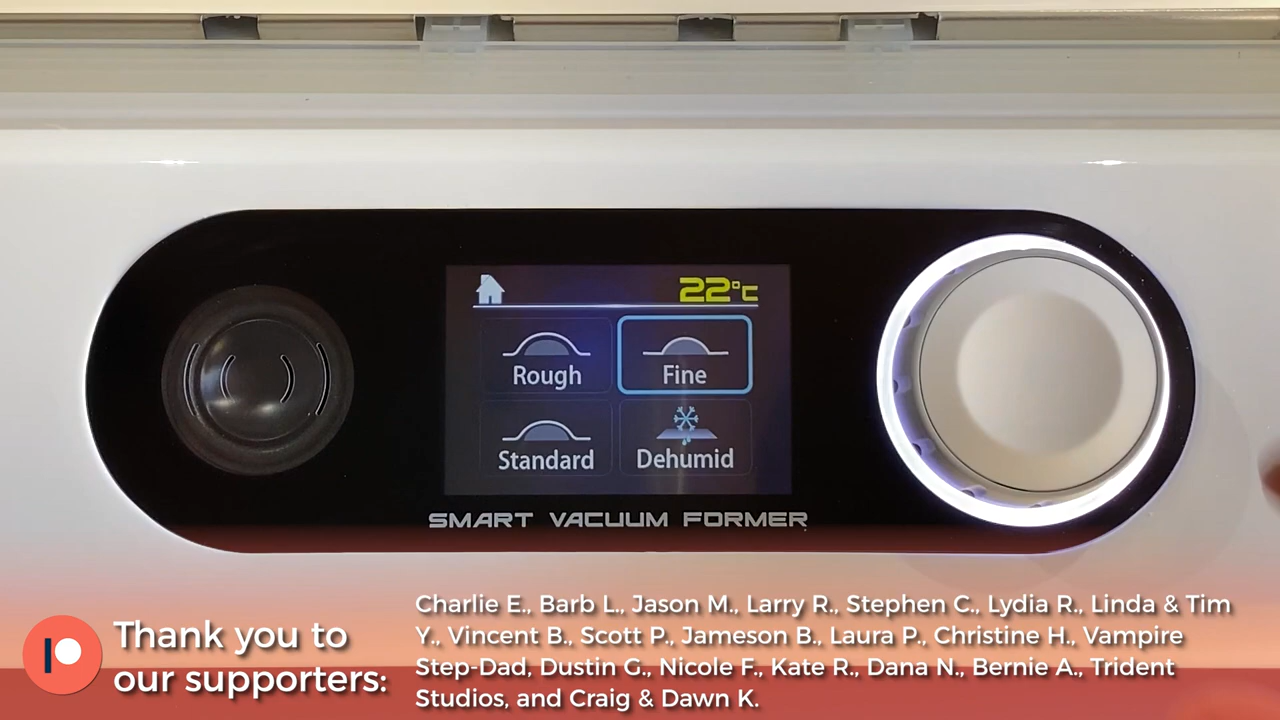 22°C
Rough
Fine
Standard
Dehumid
SMART VACUUM FORMER
Thank you to
our supporters:
Charlie E., Barb L., Jason M., Larry R., Stephen C., Lydia R., Linda & Tim
Y., Vincent B., Scott P., Jameson B., Laura P., Christine H., Vampire
Step-Dad, Dustin G., Nicole F., Kate R., Dana N., Bernie A., Trident
Studios, and Craig & Dawn K.